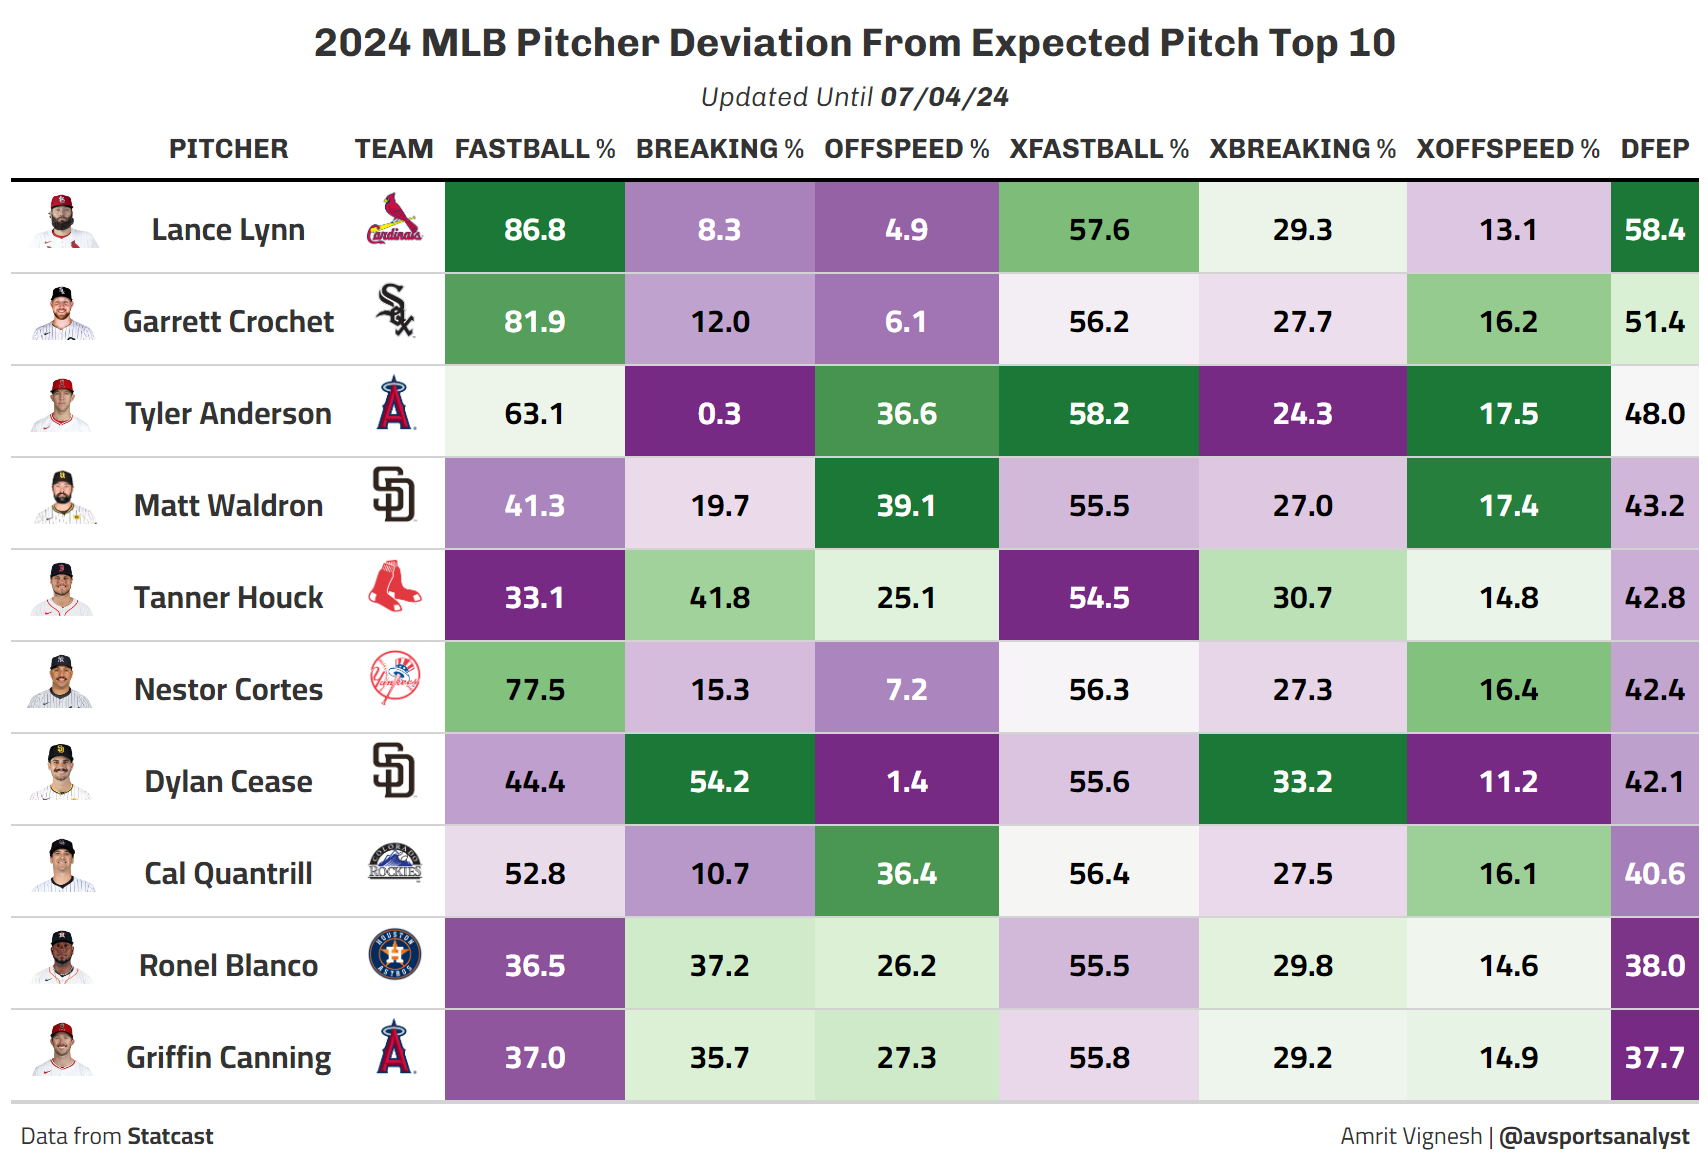 2024 MLB Pitcher Deviation From Expected Pitch Top 10
Updated Until 07/04/24
PITCHER TEAM FASTBALL % BREAKING % OFFSPEED % XFASTBALL % XBREAKING % XOFFSPEED % DFEP
Lance Lynn Cardinals 86.8 8.3 4.9 57.6 29.3 13.1 58.4
Garrett Crochet Sox 81.9 12.0 6.1 56.2 27.7 16.2 51.4
Tyler Anderson A 63.1 0.3 36.6 58.2 24.3 17.5 48.0
Matt Waldron SD 41.3 19.7 39.1 55.5 27.0 17.4 43.2
Tanner Houck 33.1 41.8 25.1 54.5 30.7 14.8 42.8
Nestor Cortes Yankees 77.5 15.3 7.2 56.3 27.3 16.4 42.4
Dylan Cease SD 44.4 54.2 1.4 55.6 33.2 11.2 42.1
Cal Quantrill COLORADO ROCKIES 52.8 10.7 36.4 56.4 27.5 16.1 40.6
Ronel Blanco HOUSTON H ASTROS 36.5 37.2 26.2 55.5 29.8 14.6 38.0
Griffin Canning A 37.0 35.7 27.3 55.8 29.2 14.9 37.7
Data from Statcast
Amrit Vignesh | @avsportsanalyst